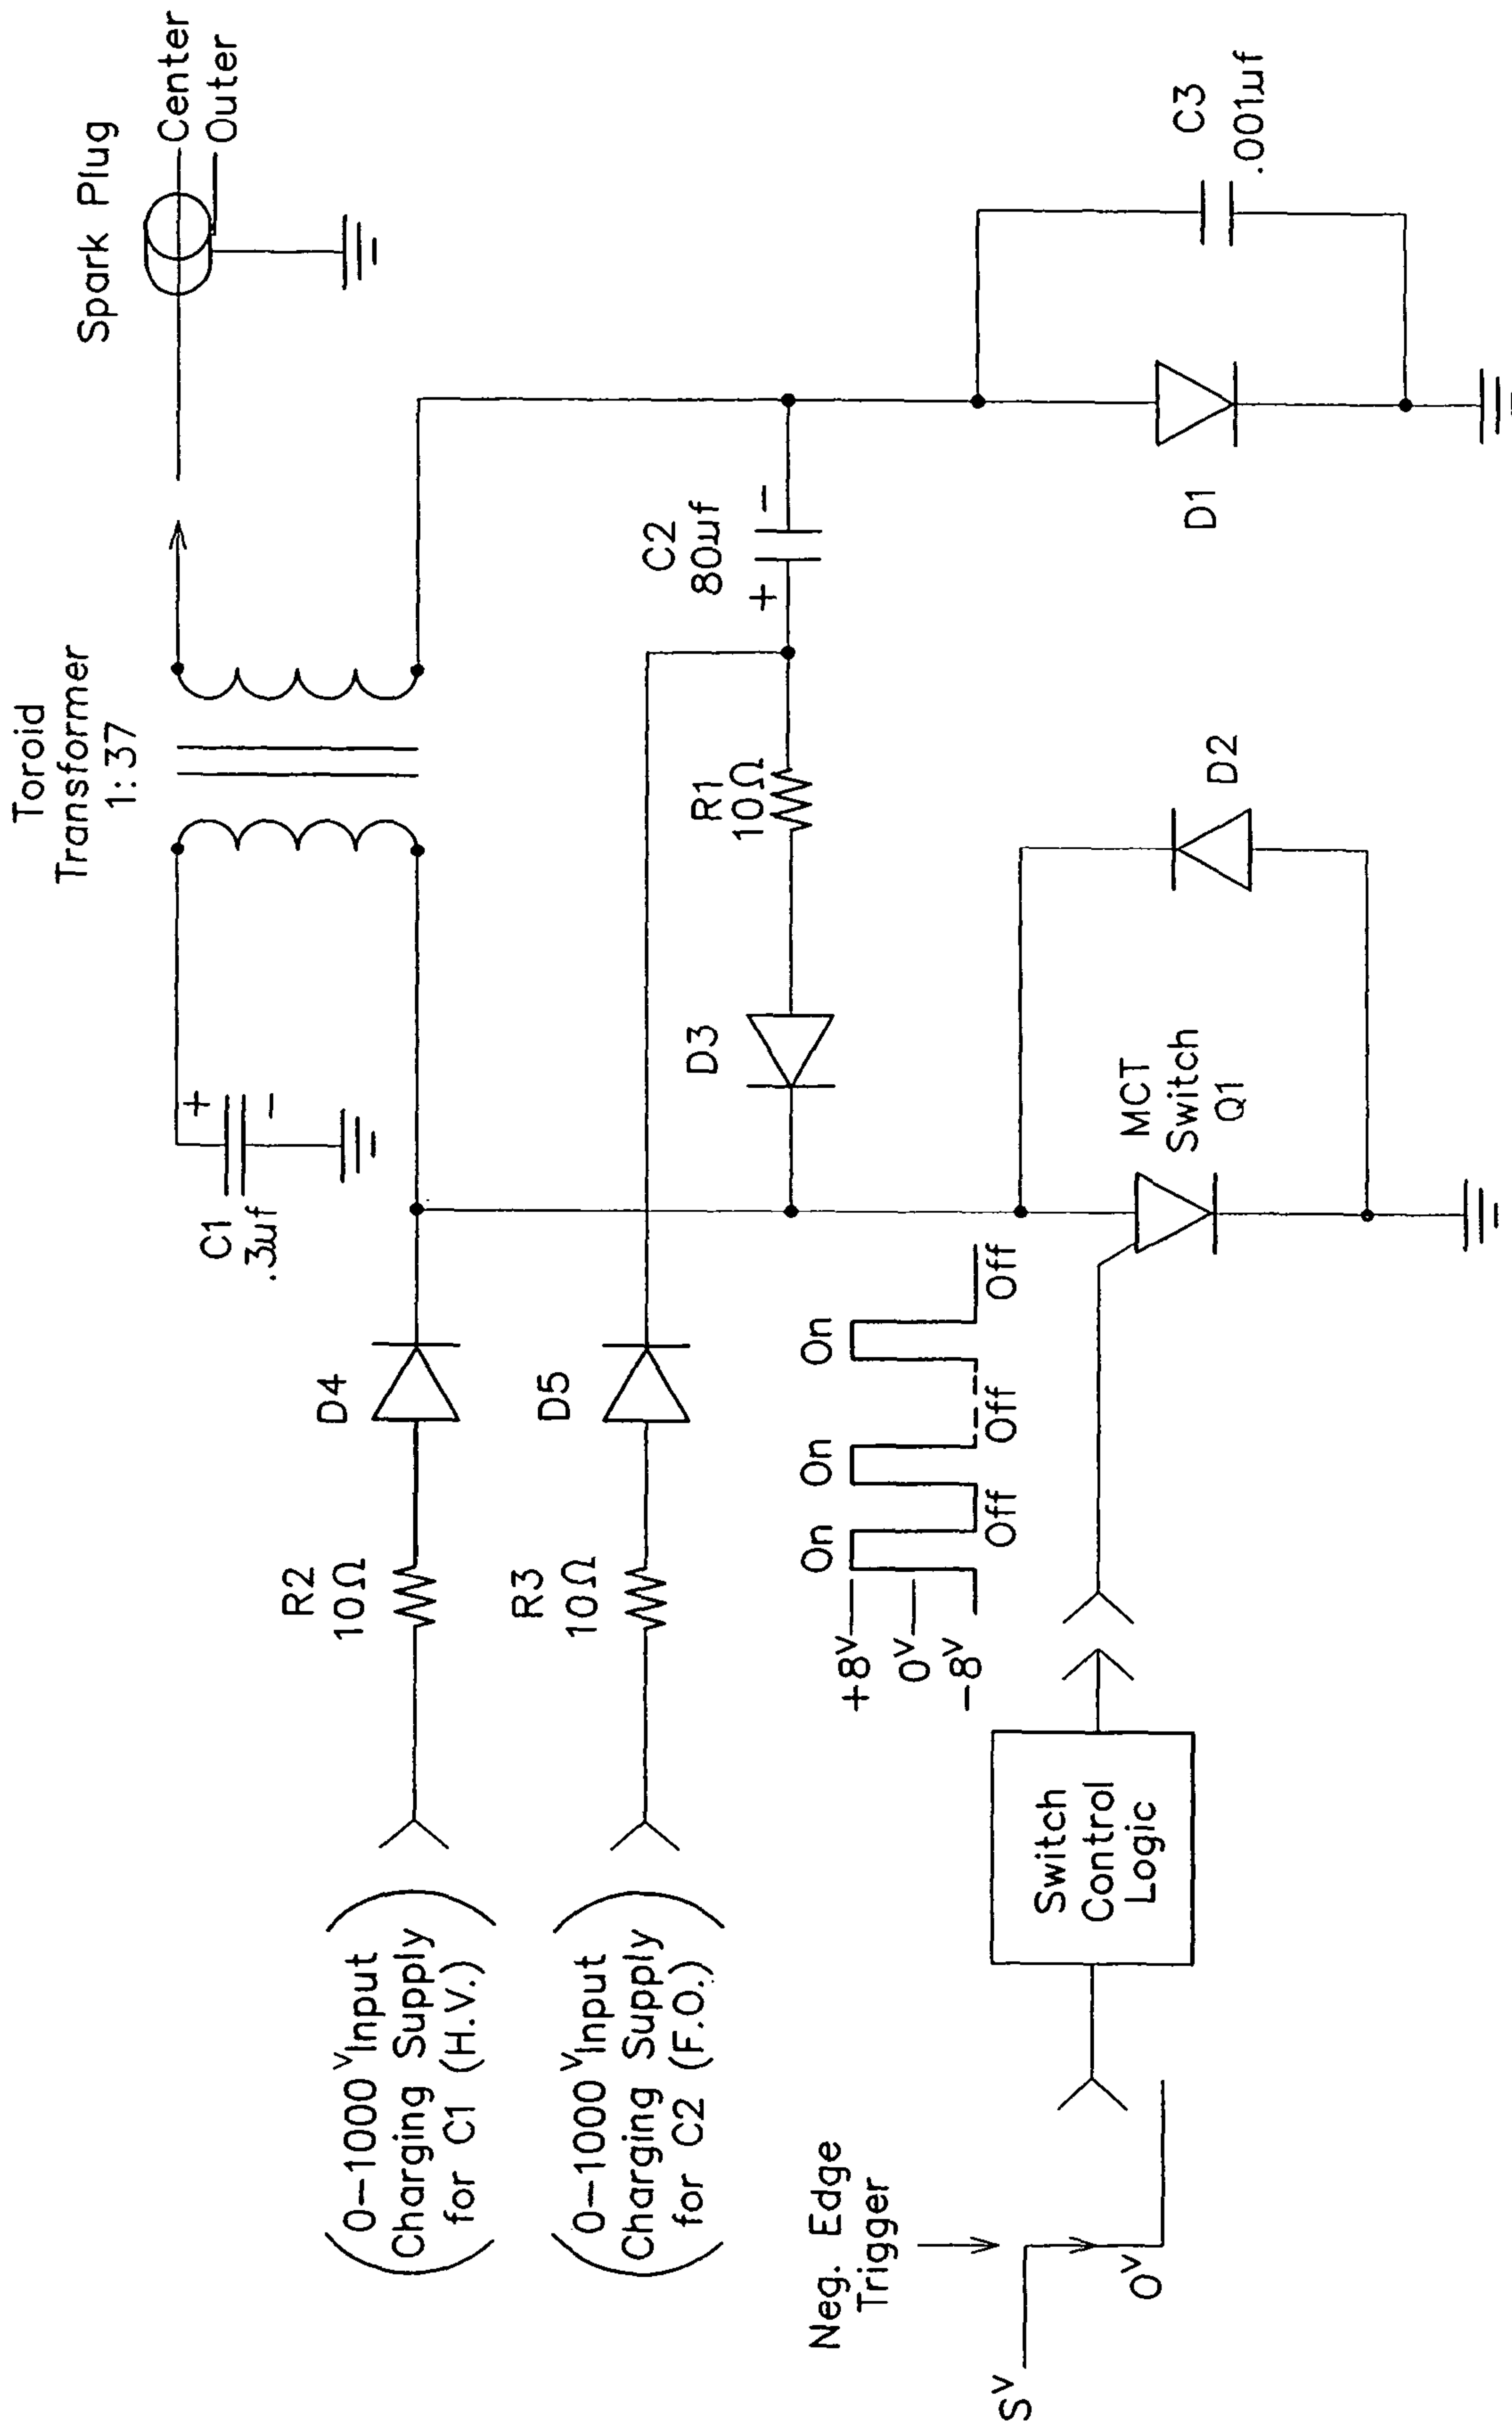 Toroid
Transformer
1:37
Spark Plug
Center
Outer
C1
.3uf
+
-
D4
R2
10Ω
(0-1000ᵛ Input
Charging Supply
for C1 (H.V.))
D5
R3
10Ω
(0-1000ᵛ Input
Charging Supply
for C2 (F.O.))
C2
80uf
+
-
R1
10Ω
D3
D1
C3
.001uf
D2
MCT
Switch
Q1
On
On
On
Off
Off
Off
+8ᵛ
0ᵛ
-8ᵛ
Switch
Control
Logic
Neg. Edge
Trigger
Sᵛ
0ᵛ